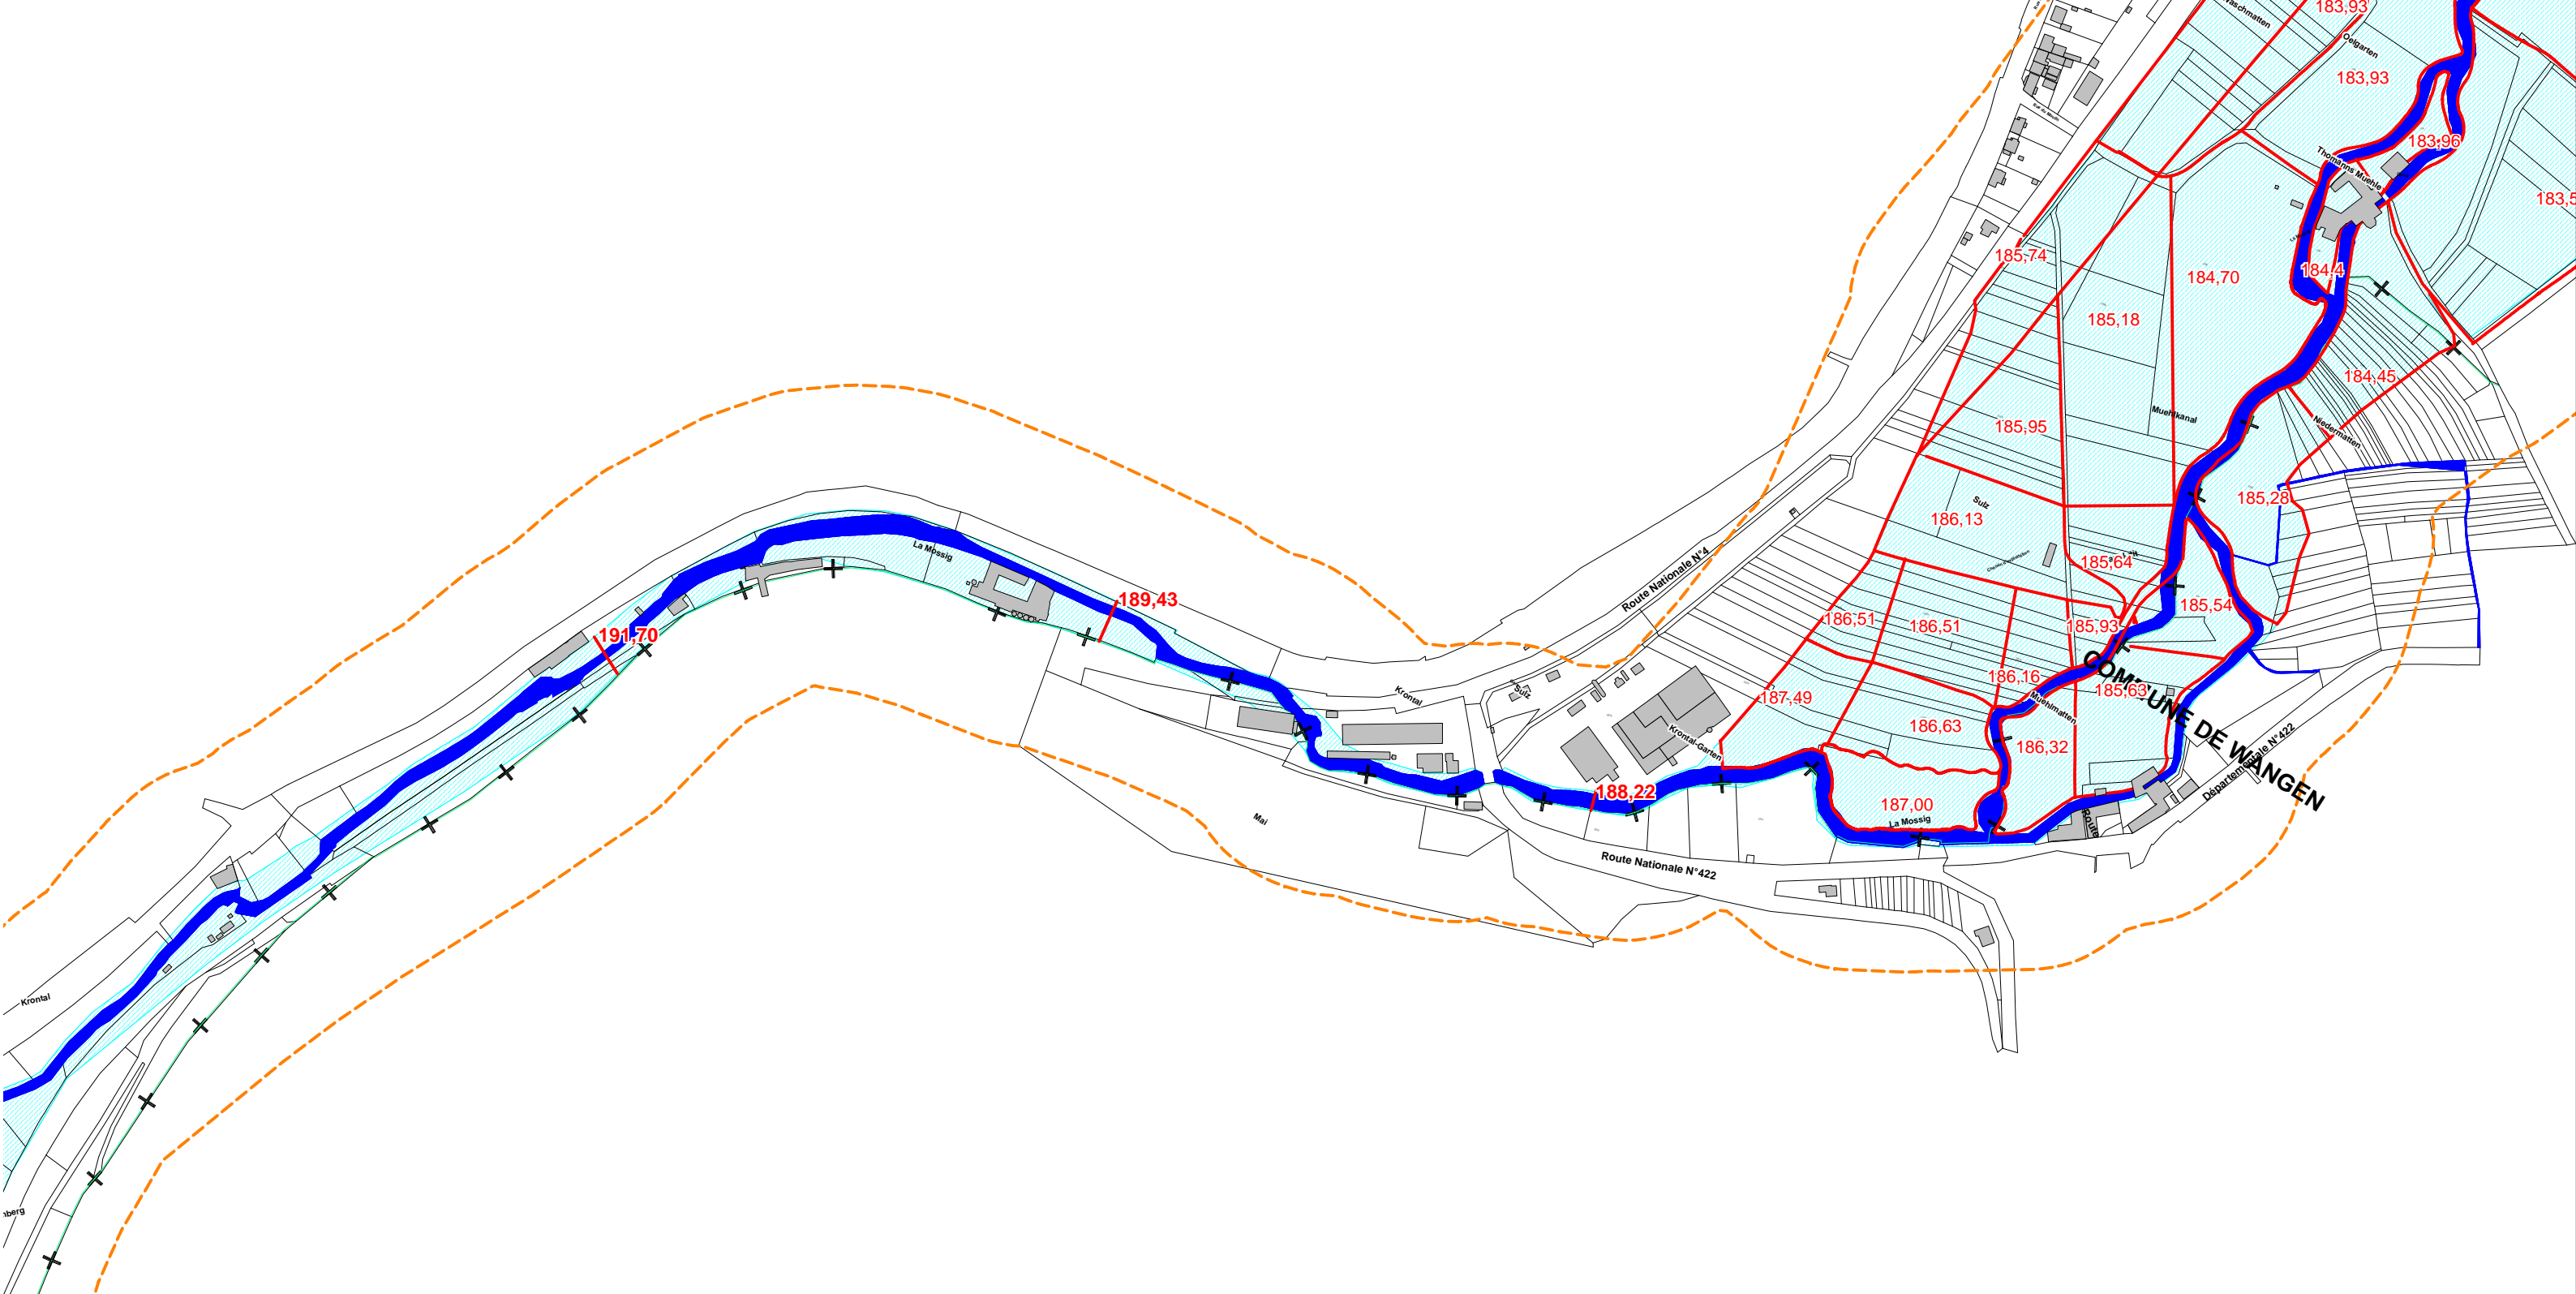 183,93
Oelgarten
183,93
183,96
Thomanns Muehle
185,74
184,4
184,70
185,18
184,45
Muehlkanal
185,95
Niedermatten
185,28
Sulz
186,13
Route Nationale N°4
La Mossig
185,64
189,43
185,54
186,51
186,51
185,93
191,70
186,16
185,63
COMMUNE DE WANGEN
Krontal
Sulz
187,49
Muehlmatten
186,63
Krontal-Garten
186,32
Départementale N°422
188,22
187,00
La Mossig
Route
Mai
Route Nationale N°422
Krontal